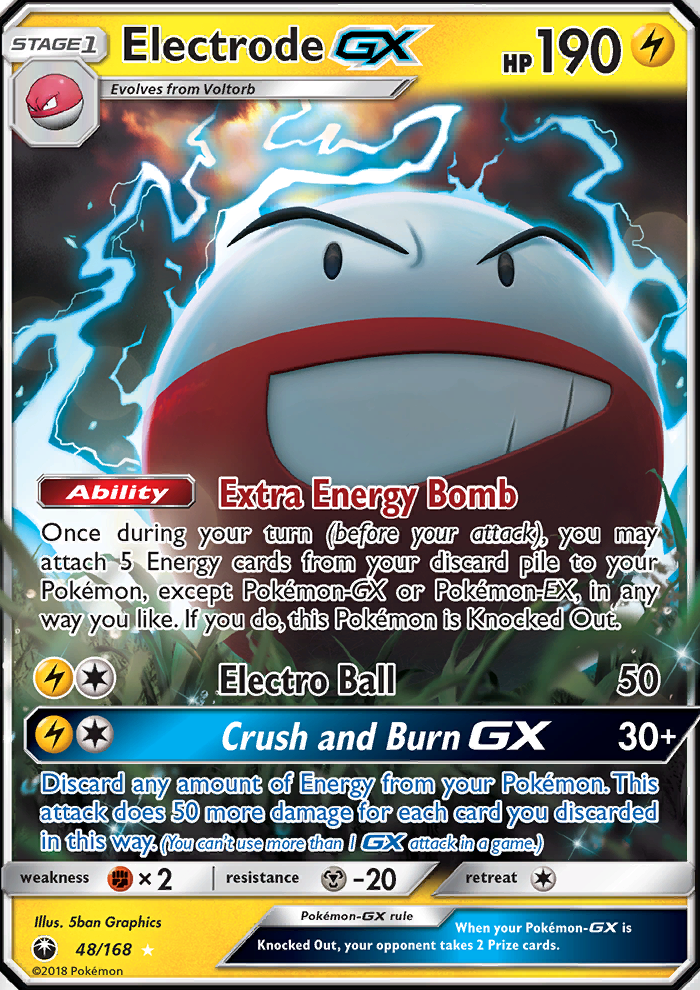 STAGE1 Electrode GX HP190
Evolves from Voltorb
Ability Extra Energy Bomb
Once during your turn (before your attack), you may
attach 5 Energy cards from your discard pile to your
Pokémon, except Pokémon-GX or Pokémon-EX, in any
way you like. If you do, this Pokémon is Knocked Out.
Electro Ball 50
Crush and Burn GX 30+
Discard any amount of Energy from your Pokémon. This
attack does 50 more damage for each card you discarded
in this way. (You can't use more than 1 GX attack in a game.)
weakness ×2 resistance -20 retreat
Illus. 5ban Graphics
48/168
©2018 Pokémon
Pokémon-GX rule
When your Pokémon-GX is
Knocked Out, your opponent takes 2 Prize cards.